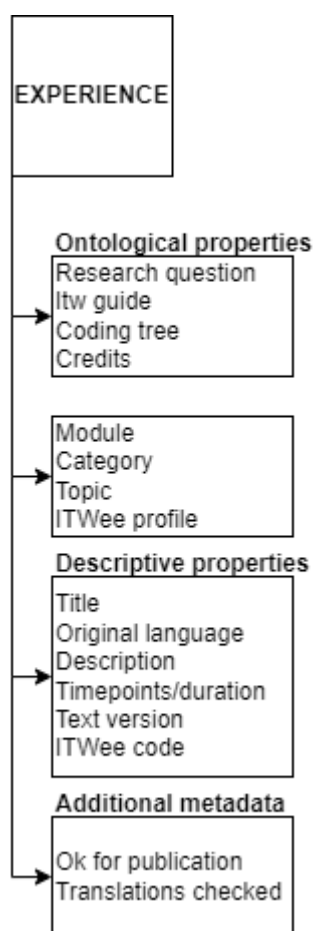 EXPERIENCE
Ontological properties
Research question
Itw guide
Coding tree
Credits
Module
Category
Topic
ITWee profile
Descriptive properties
Title
Original language
Description
Timepoints/duration
Text version
ITWee code
Additional metadata
Ok for publication
Translations checked